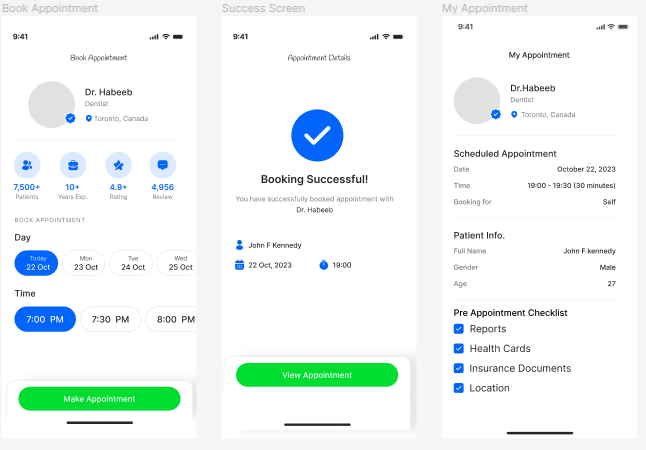 Book Appointment
9:41
Book Appointment
Dr. Habeeb
Dentist
Toronto, Canada
7,500+
Patients
10+
Years Exp.
4.9+
Rating
4,956
Review
BOOK APPOINTMENT
Day
Today
22 Oct
Mon
23 Oct
Tue
24 Oct
Wed
25 Oct
Time
7:00 PM
7:30 PM
8:00 PM
Make Appointment
Success Screen
9:41
Appointment Details
Booking Successful!
You have successfully booked appointment with
Dr. Habeeb
John F Kennedy
22 Oct, 2023
19:00
View Appointment
My Appointment
9:41
My Appointment
Dr.Habeeb
Dentist
Toronto, Canada
Scheduled Appointment
Date October 22, 2023
Time 19:00 - 19:30 (30 minutes)
Booking for Self
Patient Info.
Full Name John F kennedy
Gender Male
Age 27
Pre Appointment Checklist
Reports
Health Cards
Insurance Documents
Location